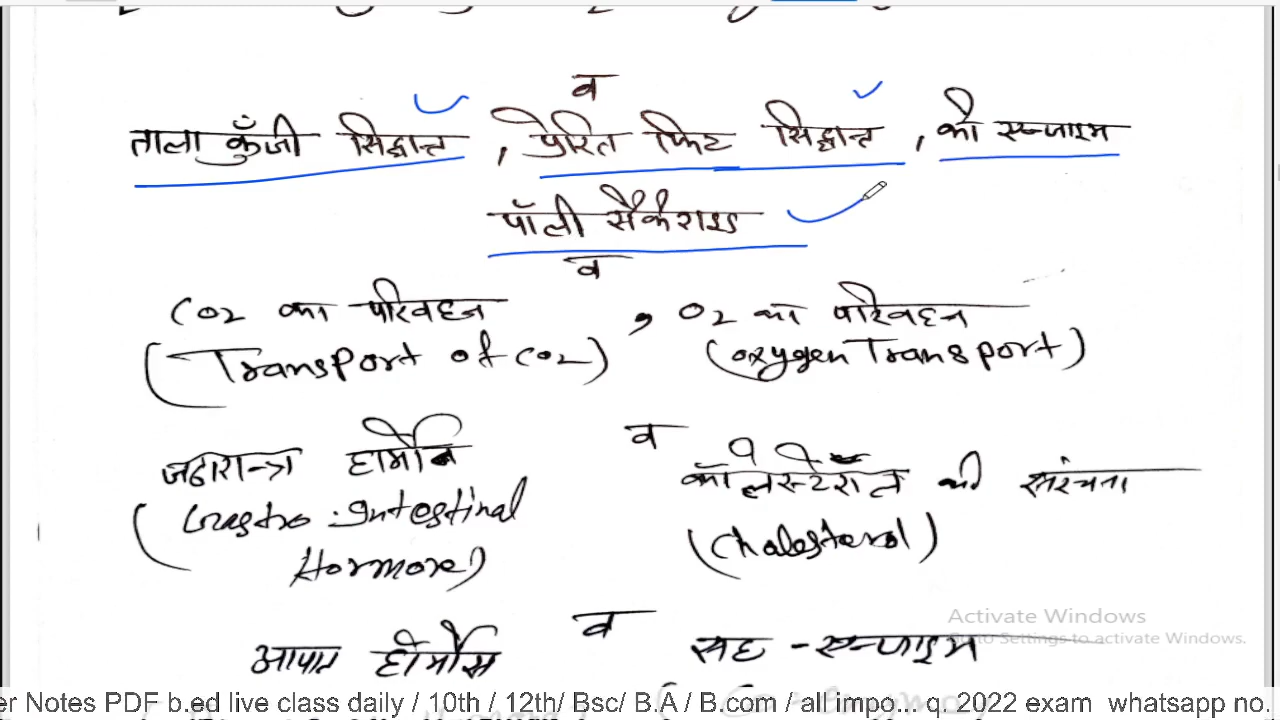 व
ताला कुँजी सिद्धान्त , प्रेरित फिट सिद्धान्त , को एन्जाइम
पॉली सैकैराइड
व
CO2 का परिवहन , O2 का परिवहन
(Transport of CO2) (Oxygen Transport)
व
हार्मोन कॉलेस्टेरॉल की संरचना
(Gastro-Intestinal (Cholesterol)
Hormone)
व
आपात हॉर्मोंस सह - एन्जाइम
Activate Windows
Go to Settings to activate Windows.
er Notes PDF b.ed live class daily / 10th / 12th/ Bsc/ B.A / B.com / all impo... q. 2022 exam whatsapp no.